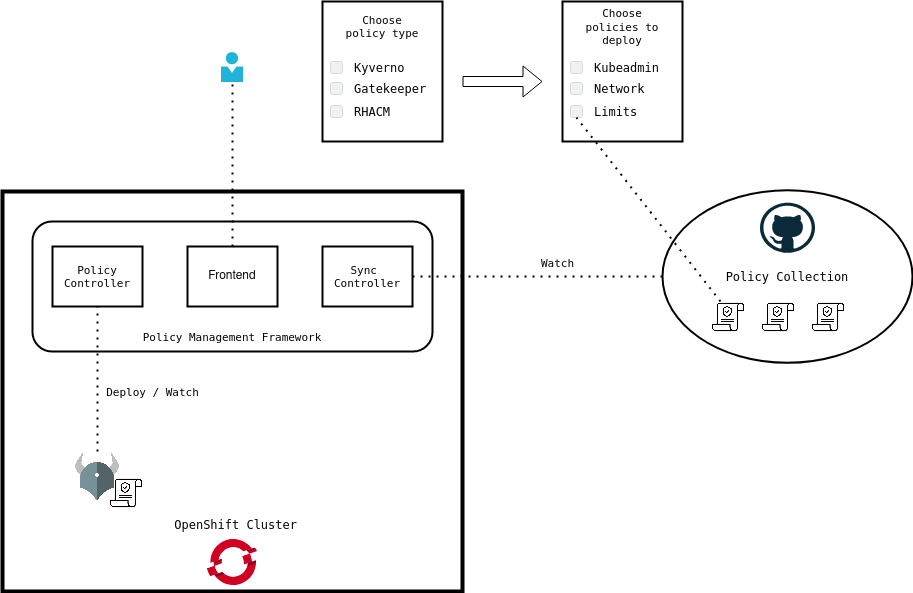 Choose
policy type
Kyverno
Gatekeeper
RHACM
Choose
policies to
deploy
Kubeadmin
Network
Limits
Policy
Controller
Frontend
Sync
Controller
Policy Management Framework
Watch
Policy Collection
Deploy / Watch
OpenShift Cluster